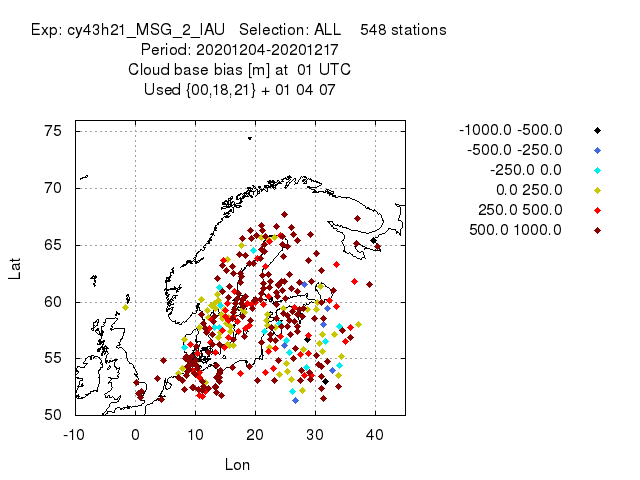 Exp: cy43h21_MSG_2_IAU Selection: ALL 548 stations
Period: 20201204-20201217
Cloud base bias [m] at 01 UTC
Used {00,18,21} + 01 04 07
-1000.0 -500.0
-500.0 -250.0
-250.0 0.0
0.0 250.0
250.0 500.0
500.0 1000.0
75
70
65
60
55
50
Lat
-10 0 10 20 30 40
Lon